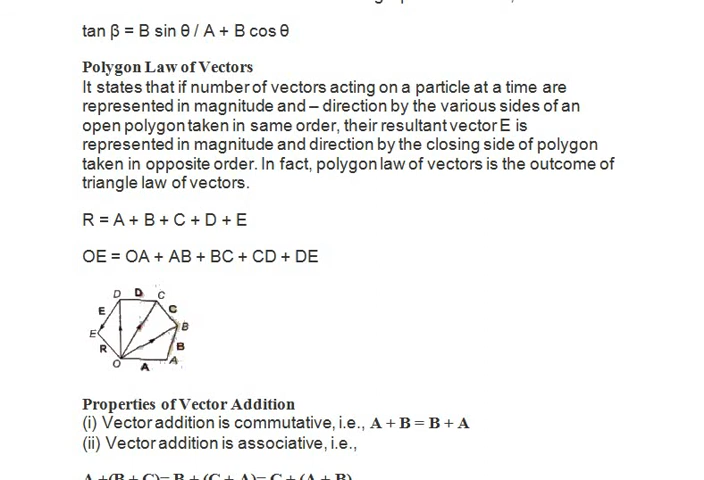 tan β = B sin θ / A + B cos θ
Polygon Law of Vectors
It states that if number of vectors acting on a particle at a time are
represented in magnitude and – direction by the various sides of an
open polygon taken in same order, their resultant vector E is
represented in magnitude and direction by the closing side of polygon
taken in opposite order. In fact, polygon law of vectors is the outcome of
triangle law of vectors.
R = A + B + C + D + E
OE = OA + AB + BC + CD + DE
D D C
E C
E B
R B
O A A
Properties of Vector Addition
(i) Vector addition is commutative, i.e., A + B = B + A
(ii) Vector addition is associative, i.e.,
A +(B + C)= B + (C + A)= C + (A + B)